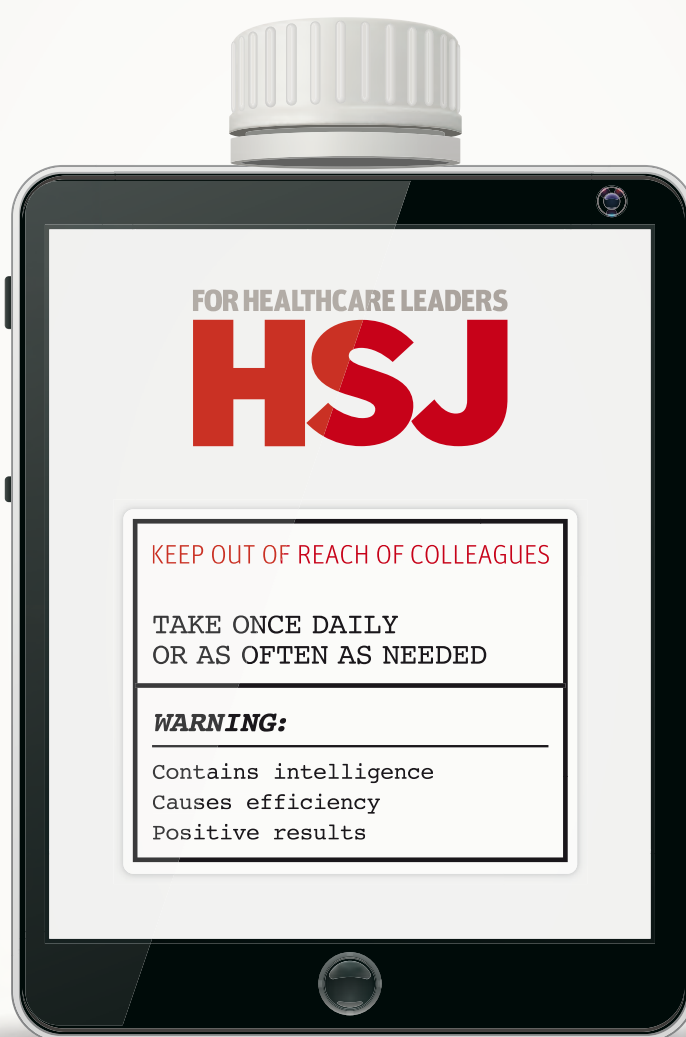 FOR HEALTHCARE LEADERS
HSJ
KEEP OUT OF REACH OF COLLEAGUES
TAKE ONCE DAILY
OR AS OFTEN AS NEEDED
WARNING:
Contains intelligence
Causes efficiency
Positive results